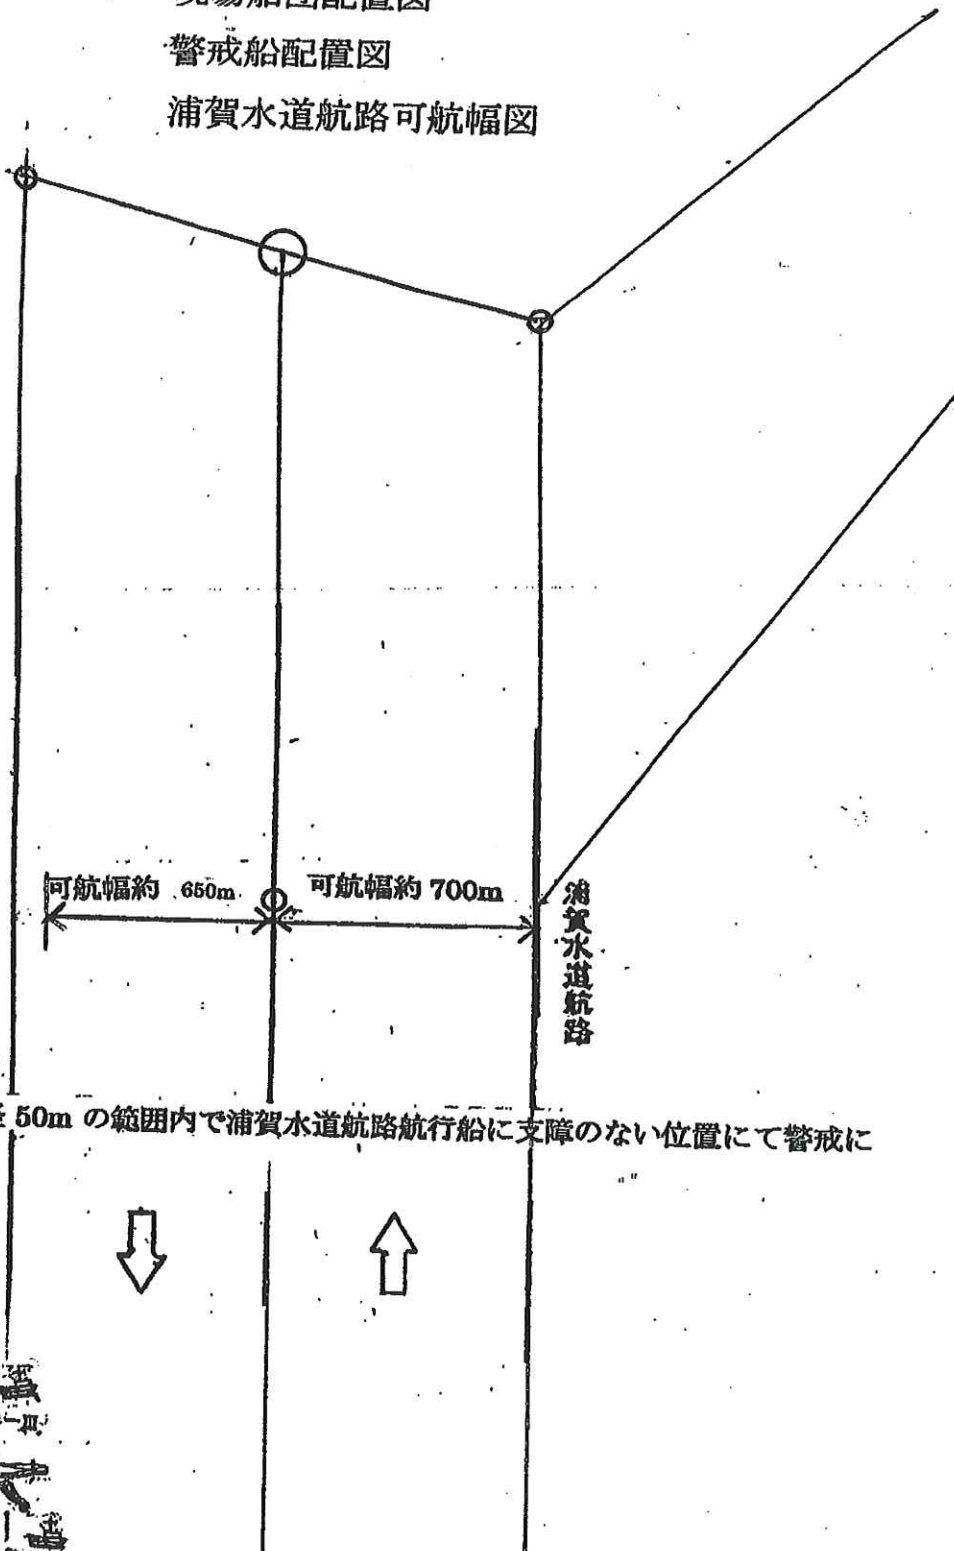 警戒船配置図
浦賀水道航路可航幅図
可航幅約 650m
可航幅約 700m
浦賀水道航路
50m の範囲内で浦賀水道航路航行船に支障のない位置にて警戒に